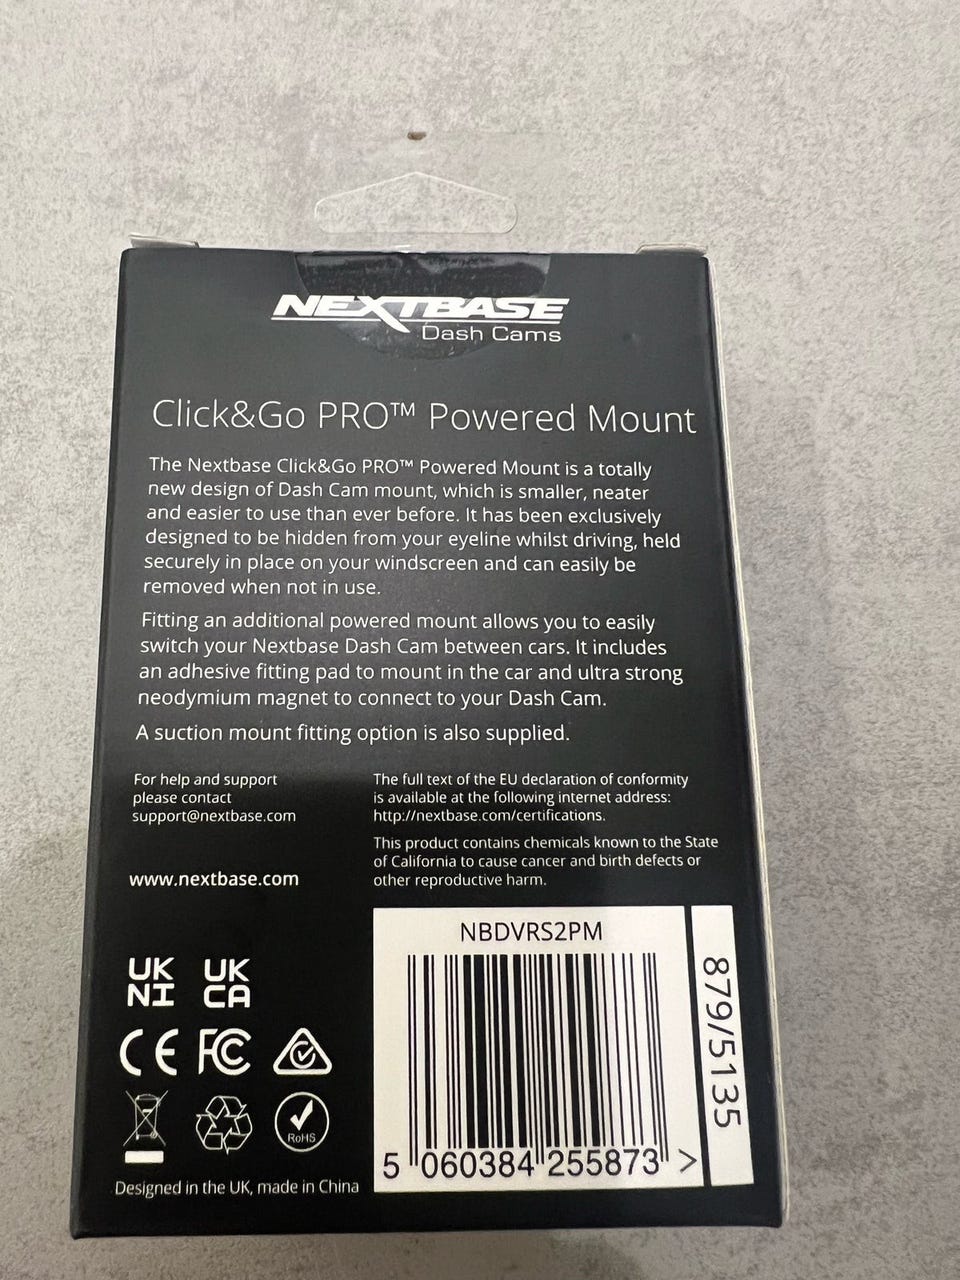 NEXTBASE
Dash Cams
Click&Go PRO™ Powered Mount
The Nextbase Click&Go PRO™ Powered Mount is a totally
new design of Dash Cam mount, which is smaller, neater
and easier to use than ever before. It has been exclusively
designed to be hidden from your eyeline whilst driving, held
securely in place on your windscreen and can easily be
removed when not in use.
Fitting an additional powered mount allows you to easily
switch your Nextbase Dash Cam between cars. It includes
an adhesive fitting pad to mount in the car and ultra strong
neodymium magnet to connect to your Dash Cam.
A suction mount fitting option is also supplied.
For help and support
please contact
support@nextbase.com
www.nextbase.com
The full text of the EU declaration of conformity
is available at the following internet address:
http://nextbase.com/certifications.
This product contains chemicals known to the State
of California to cause cancer and birth defects or
other reproductive harm.
UK
NI
UK
CA
CE FC
RoHS
Designed in the UK, made in China
NBDVRS2PM
5 060384 255873 >
879/5135